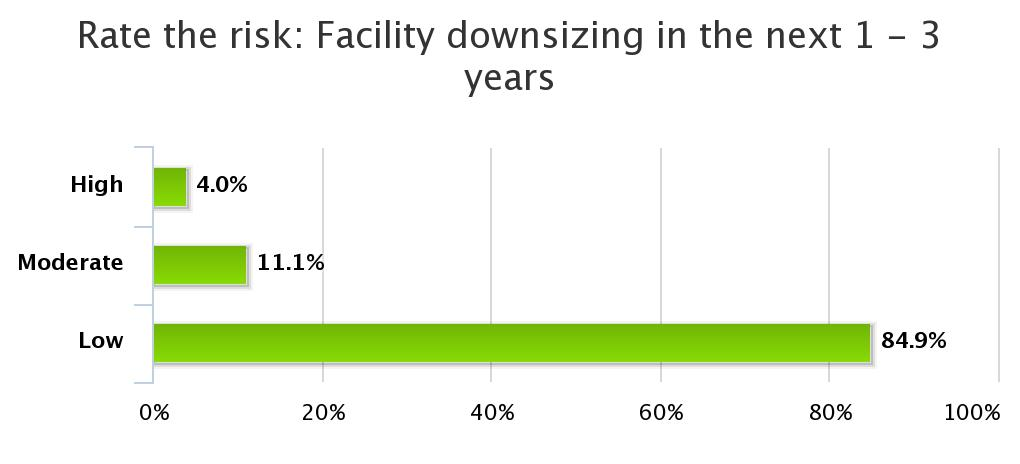 Rate the risk: Facility downsizing in the next 1 – 3
years
High 4.0%
Moderate 11.1%
Low 84.9%
0% 20% 40% 60% 80% 100%